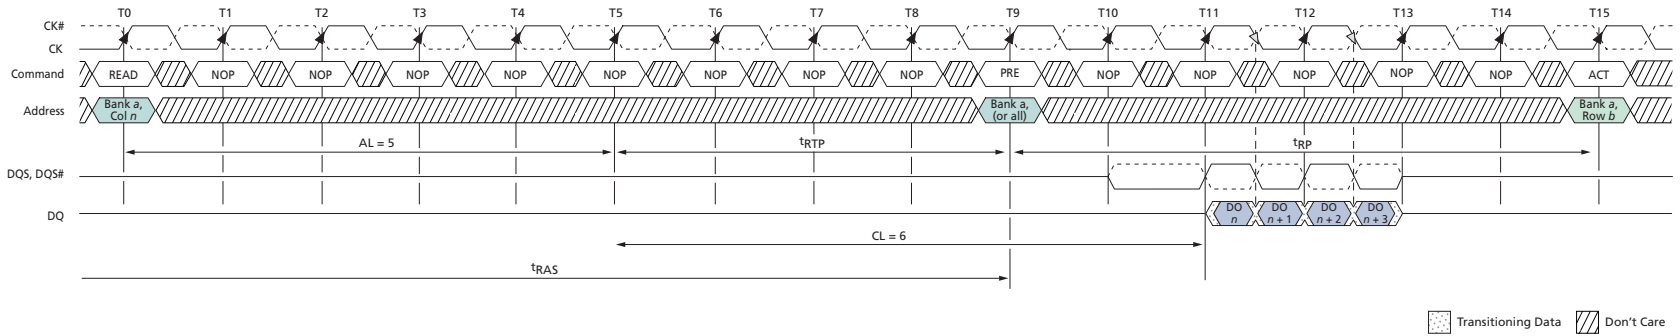 T0 T1 T2 T3 T4 T5 T6 T7 T8 T9 T10 T11 T12 T13 T14 T15
CK#
CK
Command READ NOP NOP NOP NOP NOP NOP NOP NOP PRE NOP NOP NOP NOP NOP ACT
Address Bank a, Col n Bank a, (or all) Bank a, Row b
AL = 5 tRTP tRP
DQS, DQS#
DQ DO n DO n + 1 DO n + 2 DO n + 3
CL = 6
tRAS
Transitioning Data Don't Care